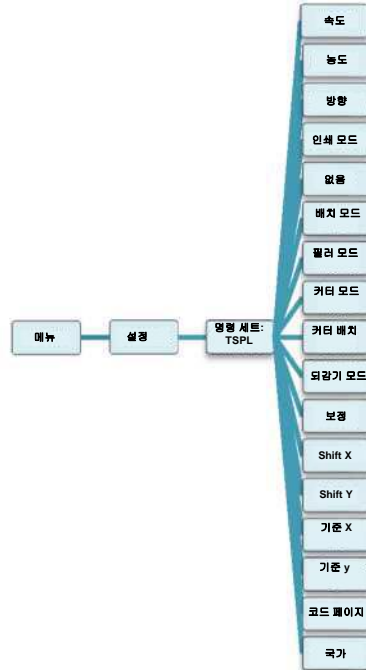 메뉴
설정
명령 세트:
TSPL
속도
농도
방향
인쇄 모드
없음
배치 모드
필러 모드
커터 모드
커터 배치
되감기 모드
보정
Shift X
Shift Y
기준 X
기준 y
코드 페이지
국가